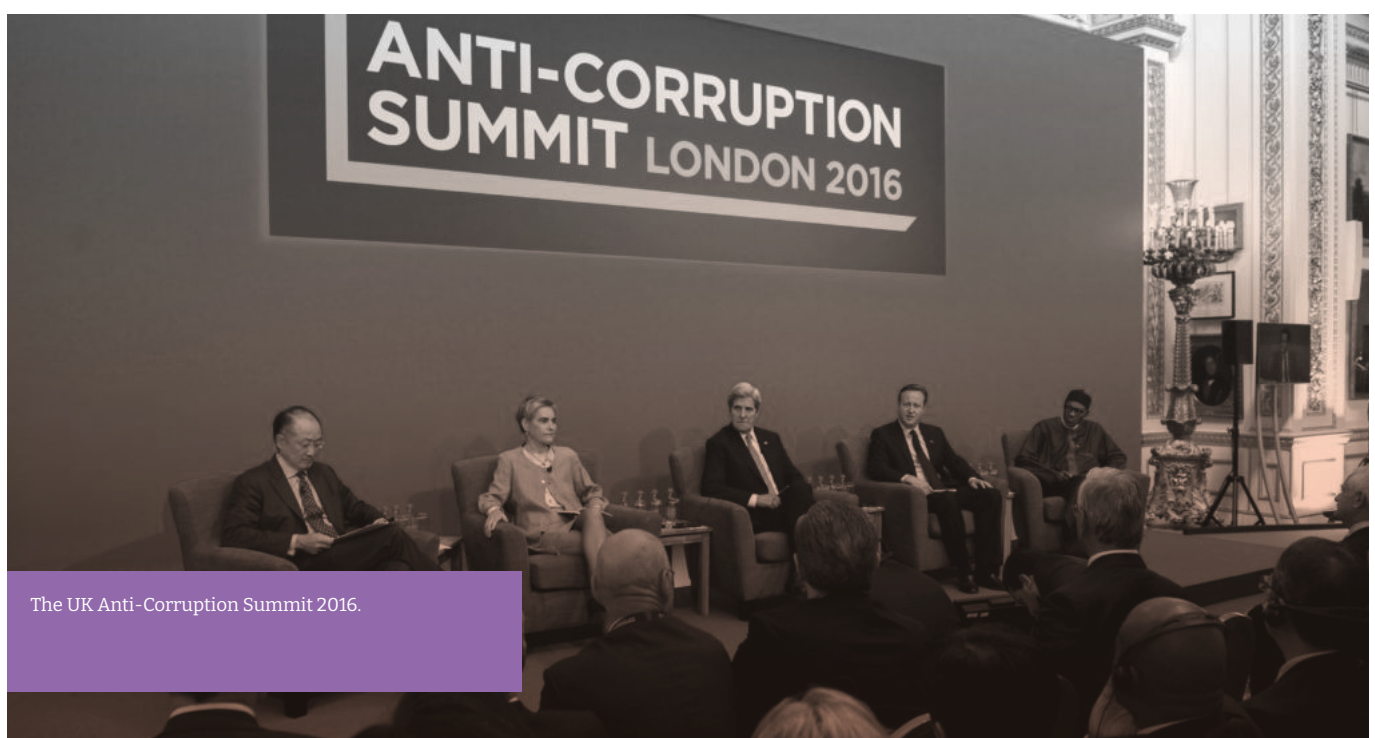 ANTI-CORRUPTION
SUMMIT LONDON 2016
The UK Anti-Corruption Summit 2016.